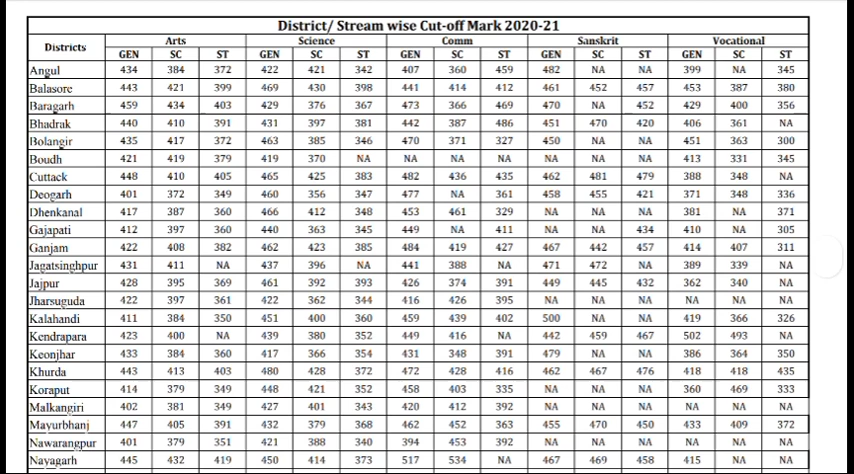 District/ Stream wise Cut-off Mark 2020-21
Districts Arts Science Comm Sanskrit Vocational
GEN SC ST GEN SC ST GEN SC ST GEN SC ST GEN SC ST
Angul 434 384 372 422 421 342 407 360 459 482 NA NA 399 NA 345
Balasore 443 421 399 469 430 398 441 414 412 461 452 457 453 387 380
Baragarh 459 434 403 429 376 367 473 366 469 470 NA 452 429 400 356
Bhadrak 440 410 391 431 397 381 442 387 486 451 470 420 406 361 NA
Bolangir 435 417 372 463 385 346 470 371 327 450 NA NA 451 363 300
Boudh 421 419 379 419 370 NA NA NA NA NA NA NA 413 331 345
Cuttack 448 410 405 465 425 383 482 436 435 462 481 479 388 348 NA
Deogarh 401 372 349 460 356 347 477 NA 361 458 455 421 371 348 336
Dhenkanal 417 387 360 466 412 348 453 461 329 NA NA NA 381 NA 371
Gajapati 412 397 360 440 363 345 449 NA 411 NA NA 434 410 NA 305
Ganjam 422 408 382 462 423 385 484 419 427 467 442 457 414 407 311
Jagatsinghpur 431 411 NA 437 396 NA 441 388 NA 471 472 NA 389 339 NA
Jajpur 428 395 369 461 392 393 426 374 391 449 445 432 362 340 NA
Jharsuguda 422 397 361 422 362 344 416 426 395 NA NA NA NA NA NA
Kalahandi 411 384 350 451 400 360 459 439 402 500 NA NA 419 366 326
Kendrapara 423 400 NA 439 380 352 449 416 NA 442 459 467 502 493 NA
Keonjhar 433 384 360 417 366 354 431 348 391 479 NA NA 386 364 350
Khurda 443 413 403 480 428 372 472 428 416 462 467 476 418 418 435
Koraput 414 379 349 448 421 352 458 403 335 NA NA NA 360 469 333
Malkangiri 402 381 349 427 401 343 420 412 392 NA NA NA NA NA NA
Mayurbhanj 447 405 391 432 379 368 462 452 363 455 470 450 433 409 372
Nawarangpur 401 379 351 421 388 340 394 453 392 NA NA NA NA NA NA
Nayagarh 445 432 419 450 414 373 517 534 NA 467 469 458 415 NA NA